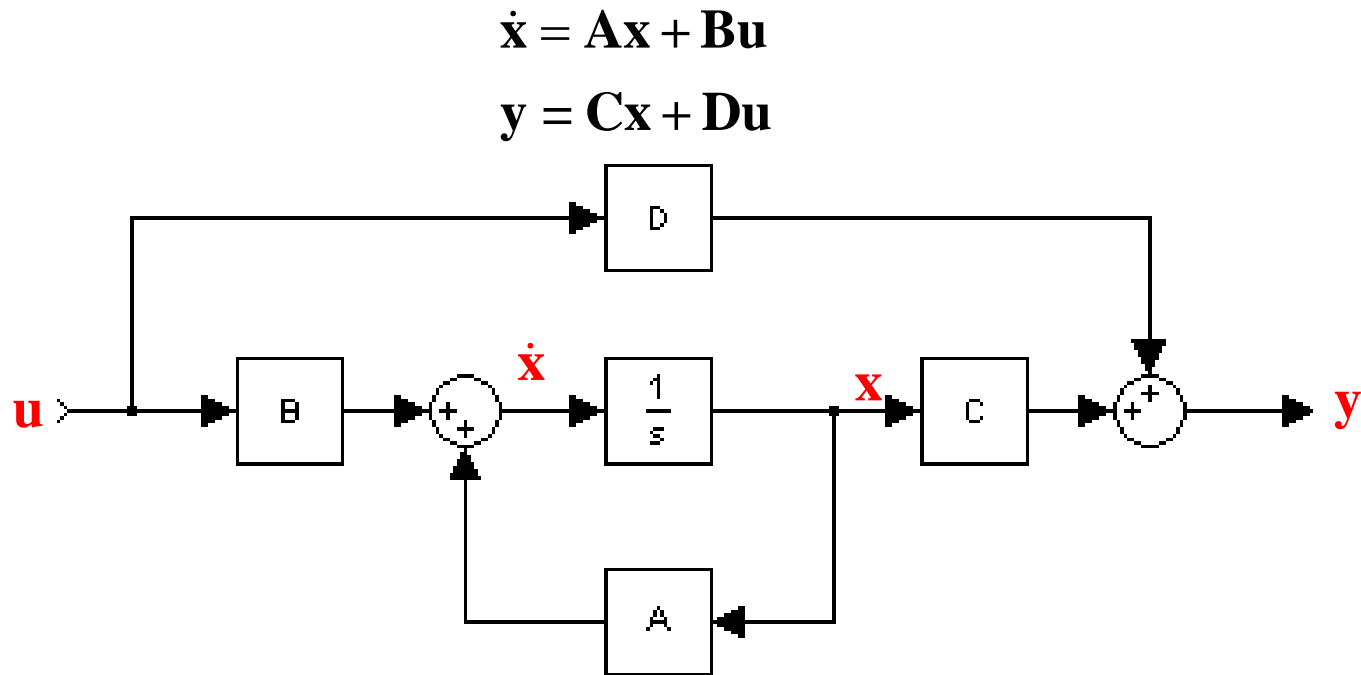 ẋ = Ax + Bu
y = Cx + Du
D
u
B
+
+
ẋ
1
s
x
C
+
+
y
A